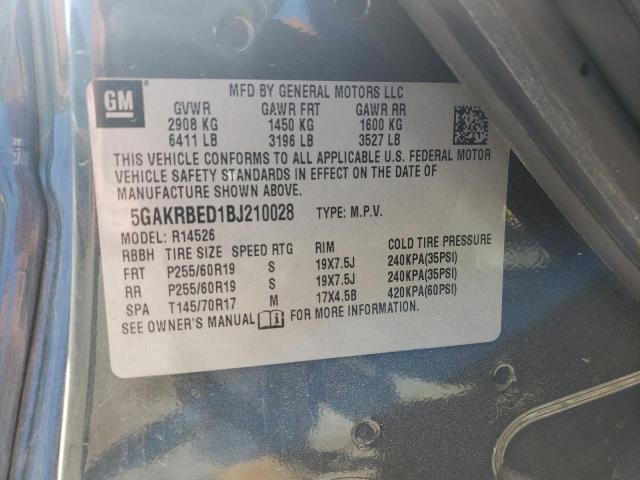 GM
MFD BY GENERAL MOTORS LLC
GVWR GAWR FRT GAWR RR
2908 KG 1450 KG 1600 KG
6411 LB 3196 LB 3527 LB
THIS VEHICLE CONFORMS TO ALL APPLICABLE U.S. FEDERAL MOTOR
VEHICLE SAFETY STANDARDS IN EFFECT ON THE DATE OF
MANUFACTURE SHOWN ABOVE.
5GAKRBED1BJ210028 TYPE: M.P.V.
MODEL: R14526
RBBH TIRE SIZE SPEED RTG RIM COLD TIRE PRESSURE
FRT P255/60R19 S 19X7.5J 240KPA(35PSI)
RR P255/60R19 S 19X7.5J 240KPA(35PSI)
SPA T145/70R17 M 17X4.5B 420KPA(60PSI)
SEE OWNER'S MANUAL FOR MORE INFORMATION.